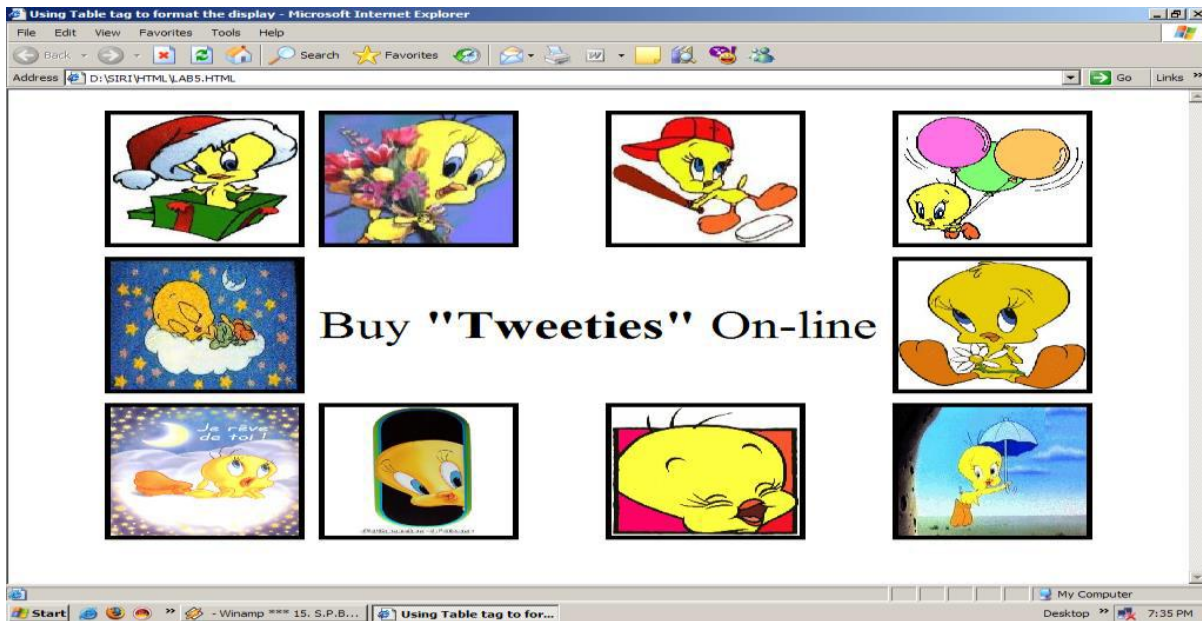 Using Table tag to format the display - Microsoft Internet Explorer
File Edit View Favorites Tools Help
Back Search Favorites
Address D:\SIRI\HTML\LAB5.HTML Go Links »
Buy "Tweeties" On-line
Je rêve
de toi !
My Computer
Start » - Winamp *** 15. S.P.B... Using Table tag to for... Desktop » 7:35 PM